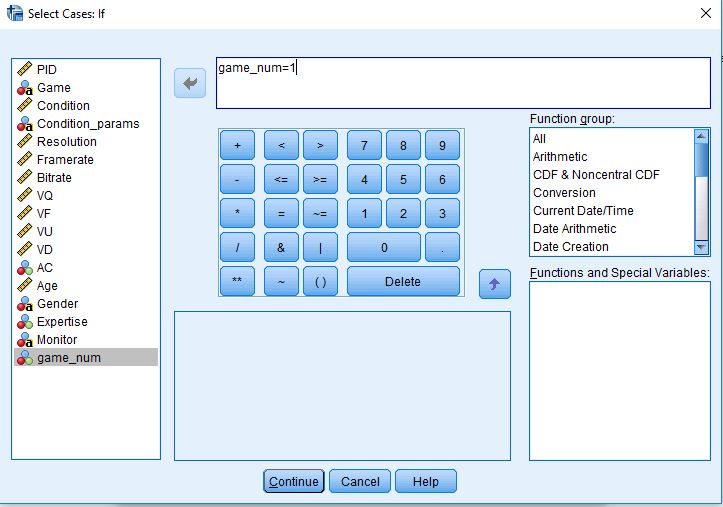 Select Cases: If
PID
Game
Condition
Condition_params
Resolution
Framerate
Bitrate
VQ
VF
VU
VD
AC
Age
Gender
Expertise
Monitor
game_num
game_num=1
+ < > 7 8 9
- <= >= 4 5 6
* = ~= 1 2 3
/ & | 0 .
** ~ ( ) Delete
Function group:
All
Arithmetic
CDF & Noncentral CDF
Conversion
Current Date/Time
Date Arithmetic
Date Creation
Functions and Special Variables:
Continue Cancel Help